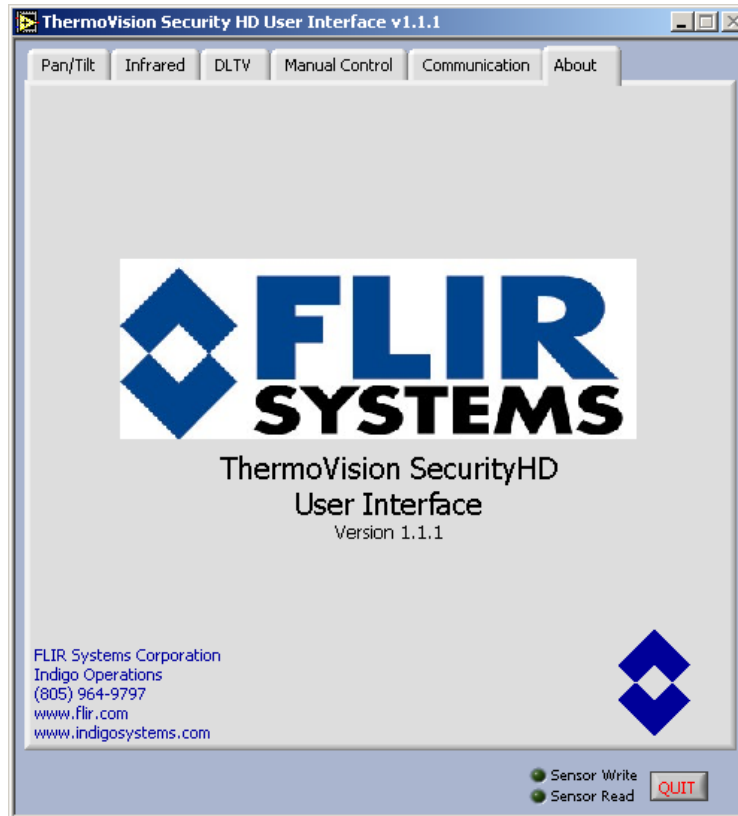 ThermoVision Security HD User Interface v1.1.1
Pan/Tilt Infrared DLTV Manual Control Communication About
FLIR
SYSTEMS
ThermoVision SecurityHD
User Interface
Version 1.1.1
FLIR Systems Corporation
Indigo Operations
(805) 964-9797
www.flir.com
www.indigosystems.com
Sensor Write
Sensor Read
QUIT